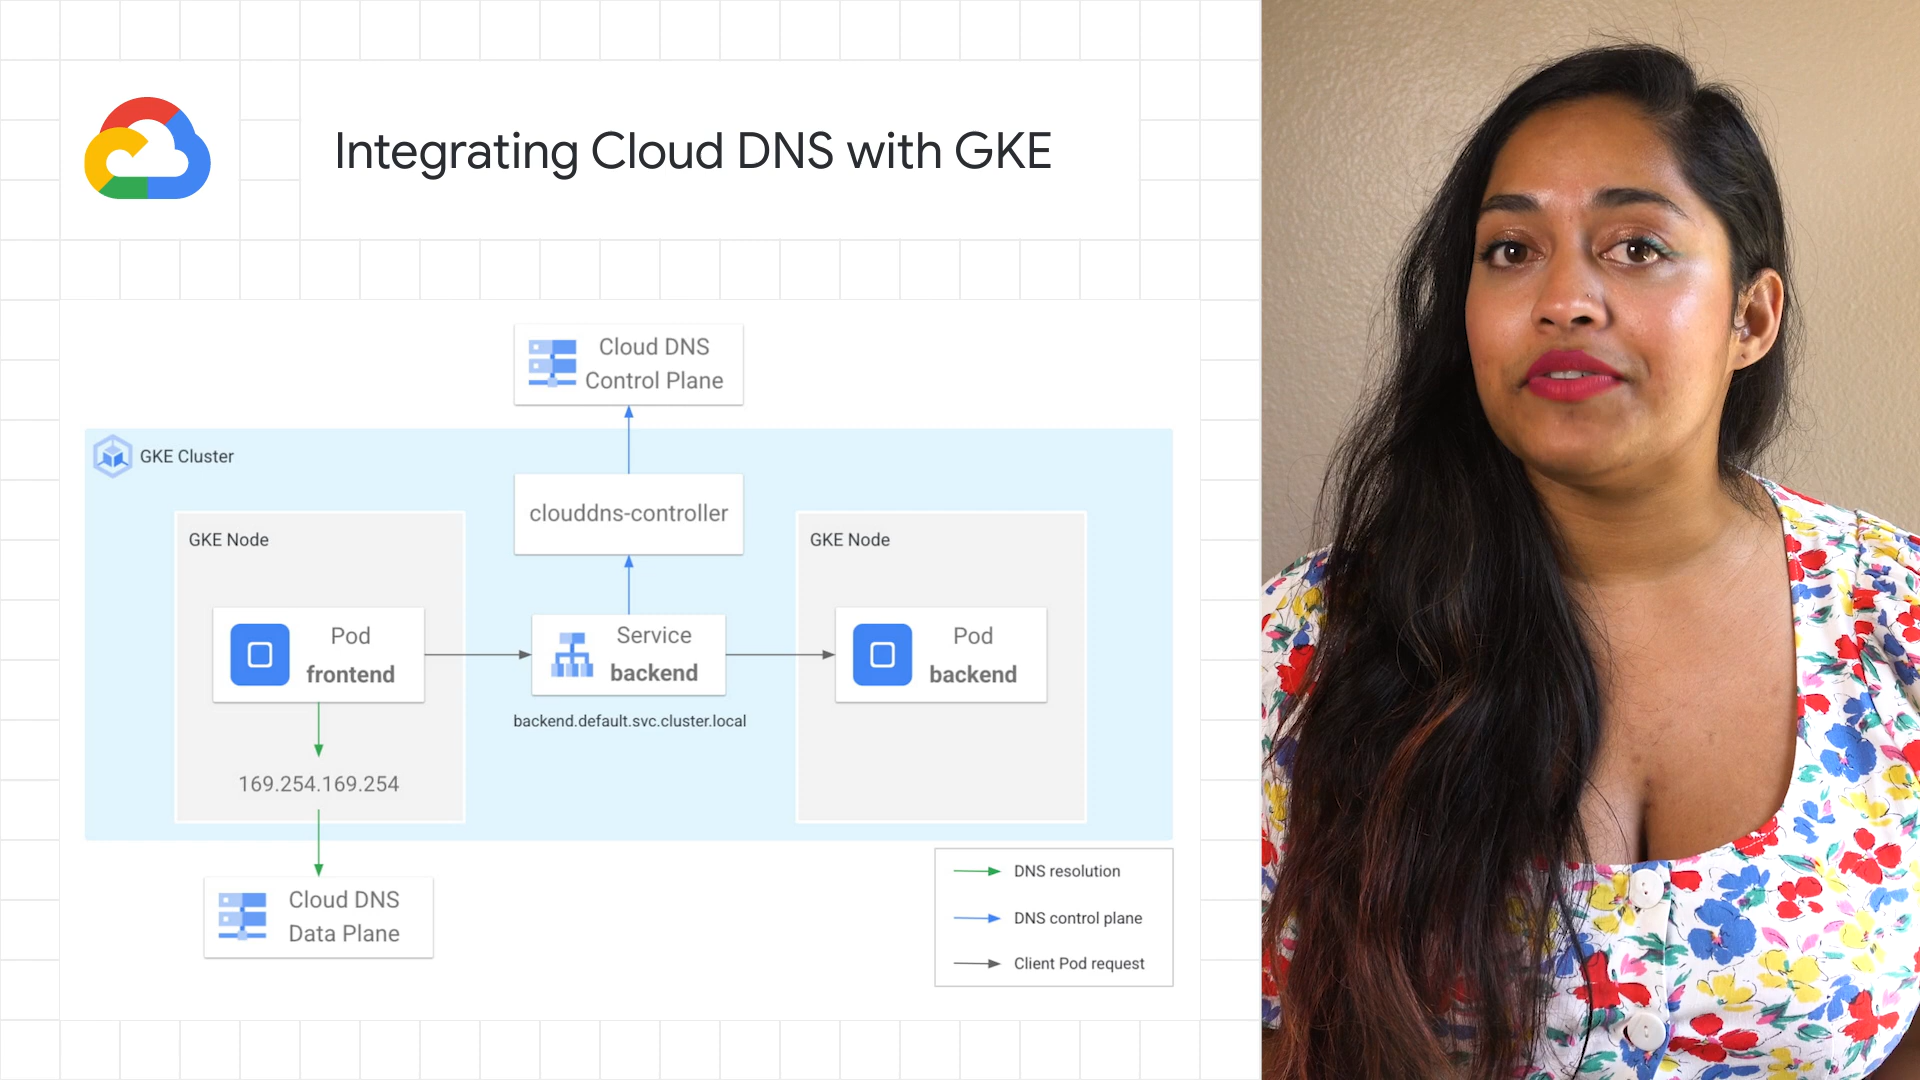 Integrating Cloud DNS with GKE
Cloud DNS
Control Plane
GKE Cluster
clouddns-controller
GKE Node
GKE Node
Pod
frontend
Service
backend
Pod
backend
backend.default.svc.cluster.local
169.254.169.254
Cloud DNS
Data Plane
DNS resolution
DNS control plane
Client Pod request